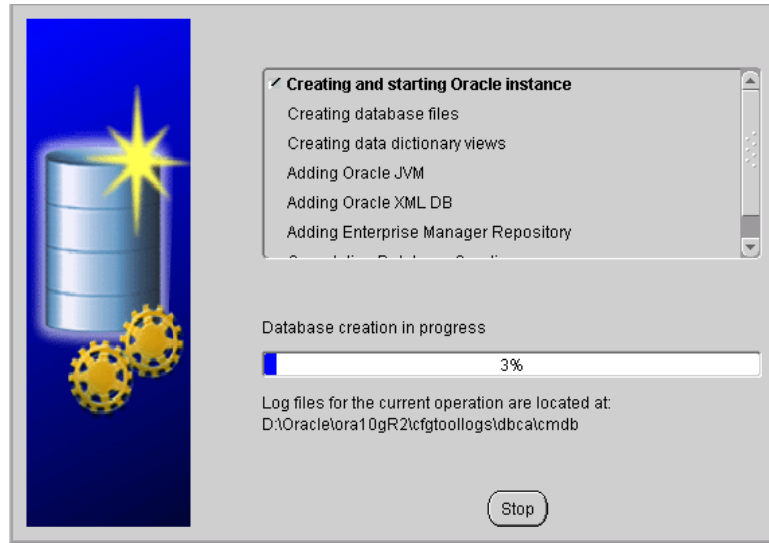 Creating and starting Oracle instance
Creating database files
Creating data dictionary views
Adding Oracle JVM
Adding Oracle XML DB
Adding Enterprise Manager Repository
Database creation in progress
3%
Log files for the current operation are located at:
D:\Oracle\ora10gR2\cfgtoollogs\dbca\cmdb
Stop